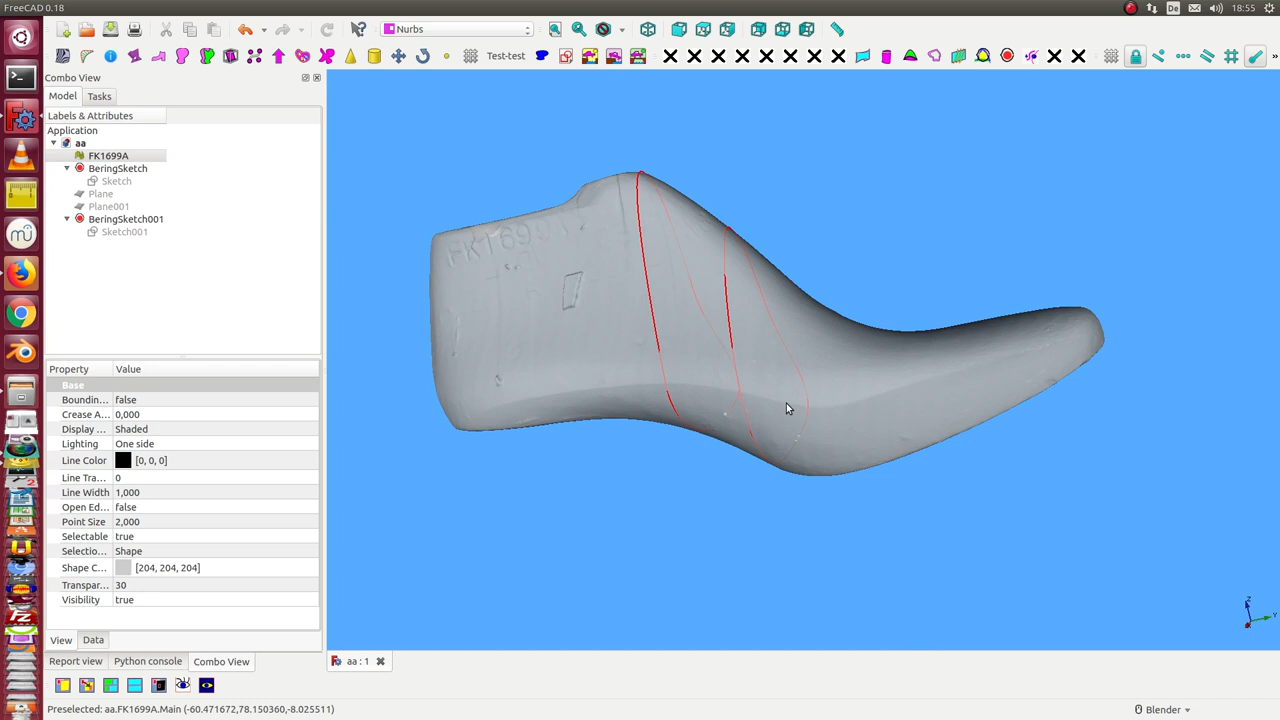 FreeCAD 0.18
De
18:55
Nurbs
Test-test
»
Combo View
Model
Tasks
Labels & Attributes
Application
aa
FK1699A
BeringSketch
Sketch
Plane
Plane001
BeringSketch001
Sketch001
FK1699
Property
Value
Base
Boundin...
false
Crease A...
0,000
Display ...
Shaded
Lighting
One side
Line Color
[0, 0, 0]
Line Tra...
0
Line Width
1,000
Open Ed...
false
Point Size
2,000
Selectable
true
Selectio...
Shape
Shape C...
[204, 204, 204]
Transpar...
30
Visibility
true
Z
Y
View
Data
Report view
Python console
Combo View
aa : 1
Preselected: aa.FK1699A.Main (-60.471672,78.150360,-8.025511)
Blender